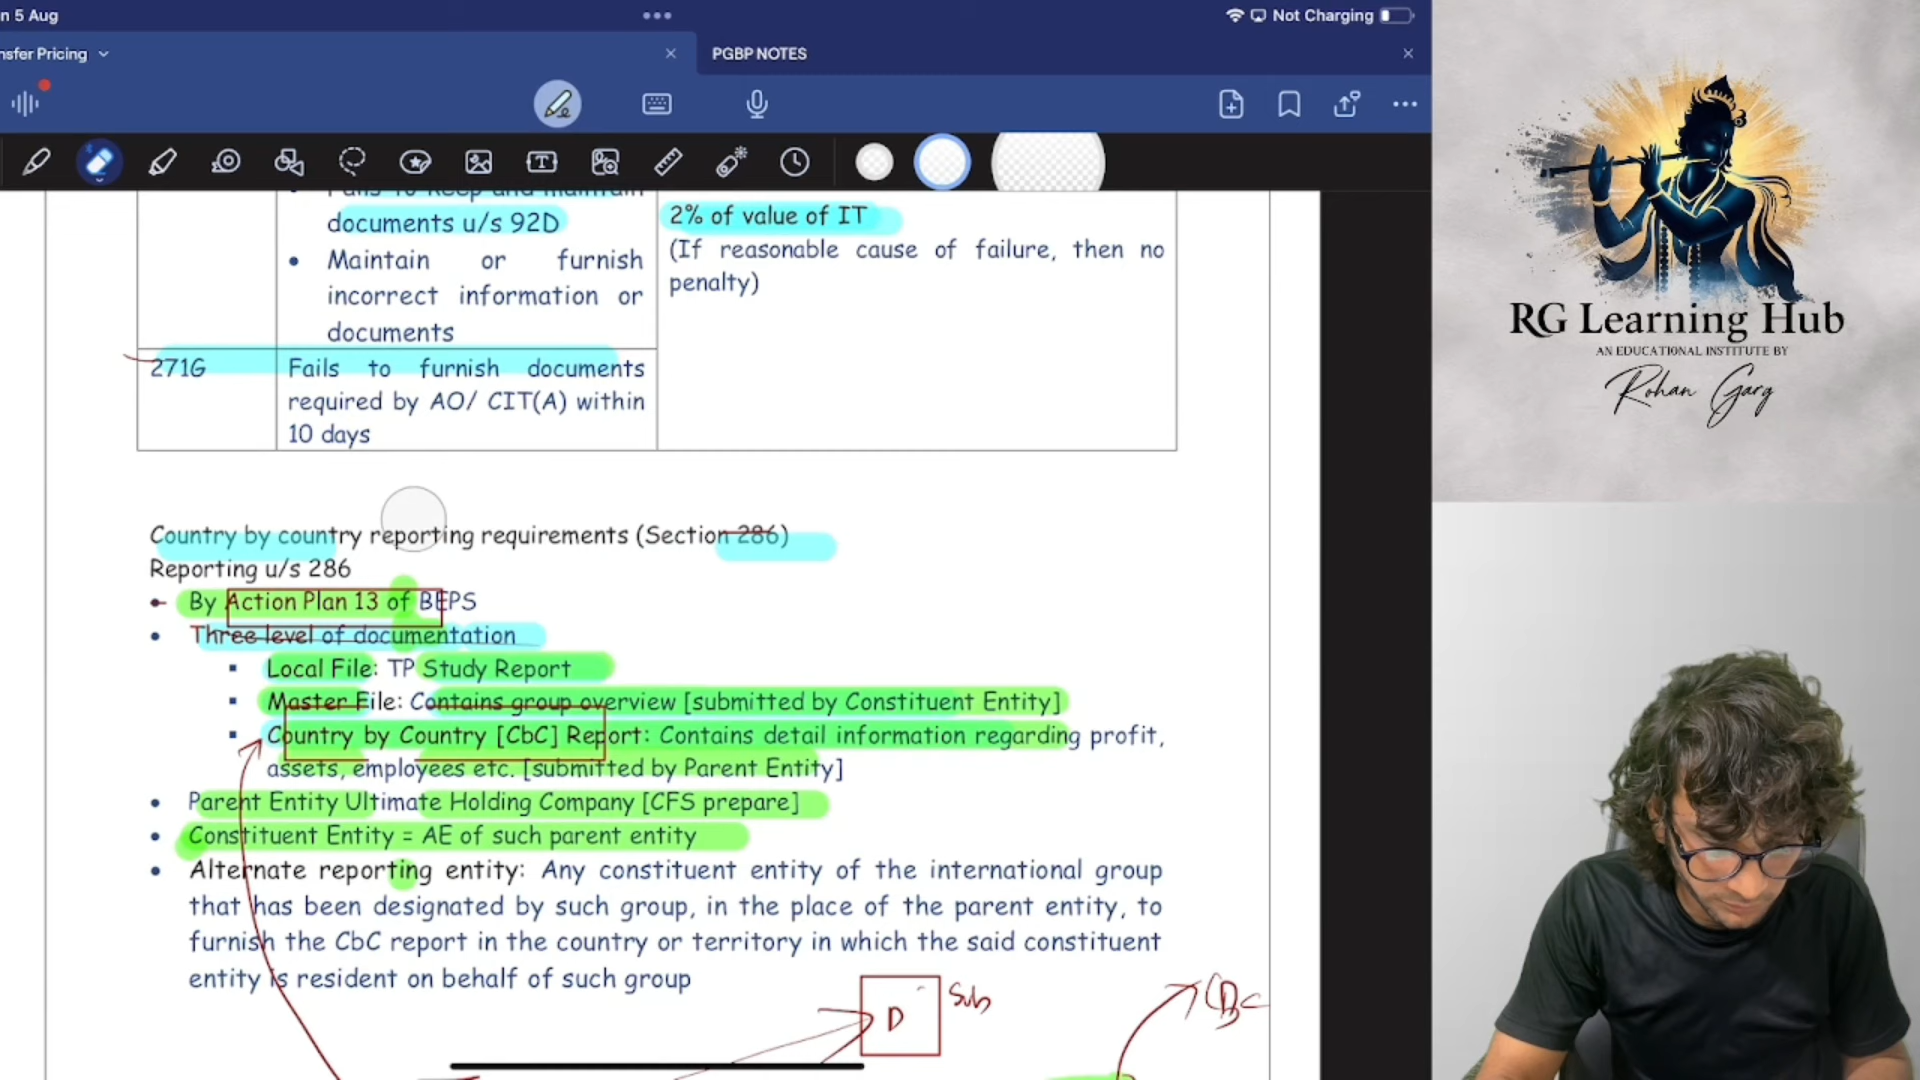 n 5 Aug
Not Charging
nsfer Pricing
PGBP NOTES
Fails to keep and maintain
documents u/s 92D
2% of value of IT
• Maintain or furnish
incorrect information or
documents
(If reasonable cause of failure, then no
penalty)
271G
Fails to furnish documents
required by AO/ CIT(A) within
10 days
Country by country reporting requirements (Section 286)
Reporting u/s 286
• By Action Plan 13 of BEPS
• Three level of documentation
▪ Local File: TP Study Report
▪ Master File: Contains group overview [submitted by Constituent Entity]
▪ Country by Country [CbC] Report: Contains detail information regarding profit,
assets, employees etc. [submitted by Parent Entity]
• Parent Entity Ultimate Holding Company [CFS prepare]
• Constituent Entity = AE of such parent entity
• Alternate reporting entity: Any constituent entity of the international group
that has been designated by such group, in the place of the parent entity, to
furnish the CbC report in the country or territory in which the said constituent
entity is resident on behalf of such group
D
Sub
CBC
RG Learning Hub
AN EDUCATIONAL INSTITUTE BY
Rohan Garg